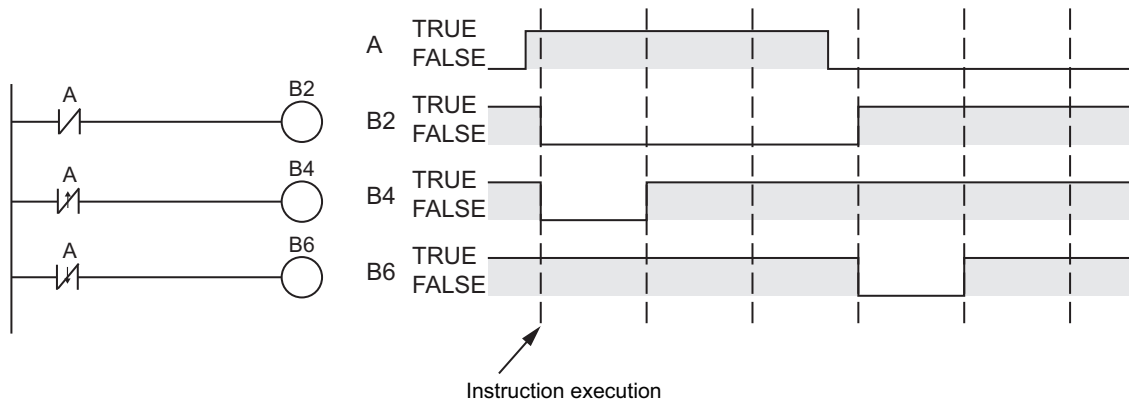 A
B2
A
B4
A
B6
A
TRUE
FALSE
B2
TRUE
FALSE
B4
TRUE
FALSE
B6
TRUE
FALSE
Instruction execution